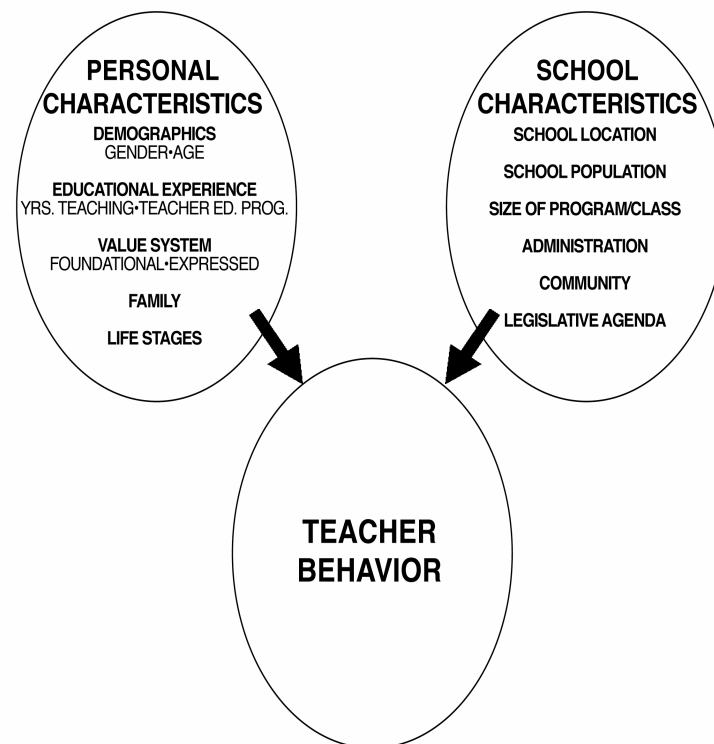 PERSONAL
CHARACTERISTICS
DEMOGRAPHICS
GENDER•AGE
EDUCATIONAL EXPERIENCE
YRS. TEACHING•TEACHER ED. PROG.
VALUE SYSTEM
FOUNDATIONAL•EXPRESSED
FAMILY
LIFE STAGES
SCHOOL
CHARACTERISTICS
SCHOOL LOCATION
SCHOOL POPULATION
SIZE OF PROGRAM/CLASS
ADMINISTRATION
COMMUNITY
LEGISLATIVE AGENDA
TEACHER
BEHAVIOR